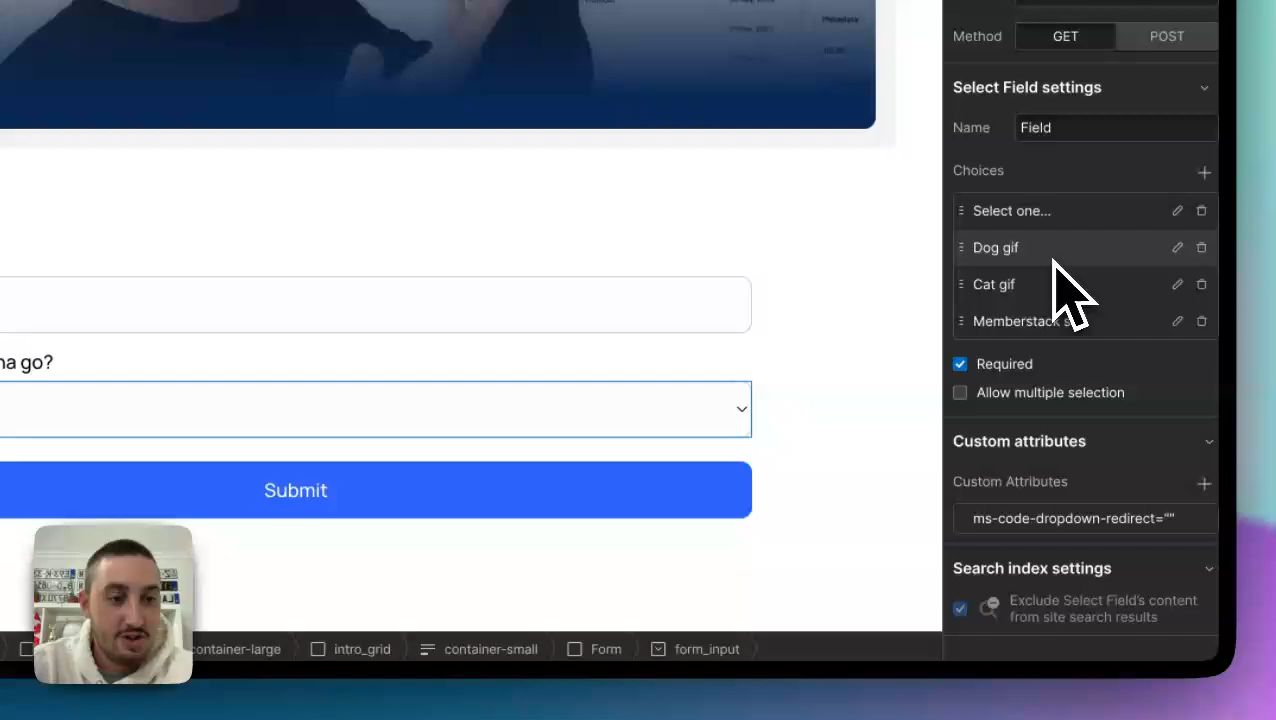 Metadata
Method GET POST
Select Field settings
Name Field
Choices
Select one...
Dog gif
Cat gif
Memberstack s
Required
Allow multiple selection
Custom attributes
Custom Attributes
ms-code-dropdown-redirect=""
Search index settings
Exclude Select Field's content
from site search results
na go?
Submit
container-large intro_grid container-small Form form_input